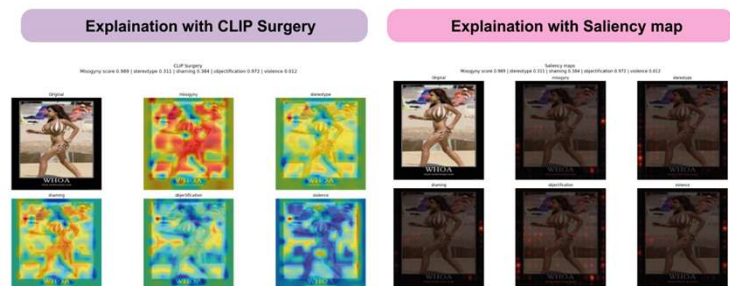 Explaination with CLIP Surgery
CLIP Surgery
Misogyny score 0.989 | stereotype 0.311 | shaming 0.384 | objectification 0.972 | violence 0.012
Original
misogyny
stereotype
WHOA
shaming
objectification
violence
Explaination with Saliency map
Saliency maps
Misogyny score 0.989 | stereotype 0.311 | shaming 0.384 | objectification 0.972 | violence 0.012
Original
misogyny
stereotype
WHOA
shaming
objectification
violence